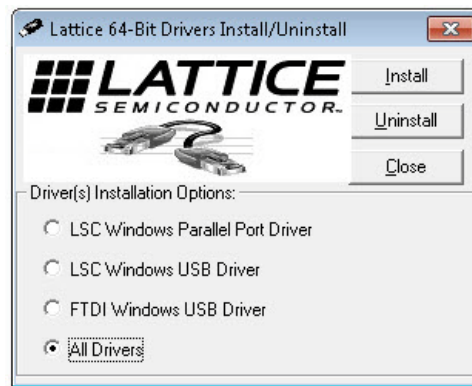 Lattice 64-Bit Drivers Install/Uninstall
LATTICE
SEMICONDUCTOR™
Install
Uninstall
Close
Driver(s) Installation Options:
LSC Windows Parallel Port Driver
LSC Windows USB Driver
FTDI Windows USB Driver
All Drivers